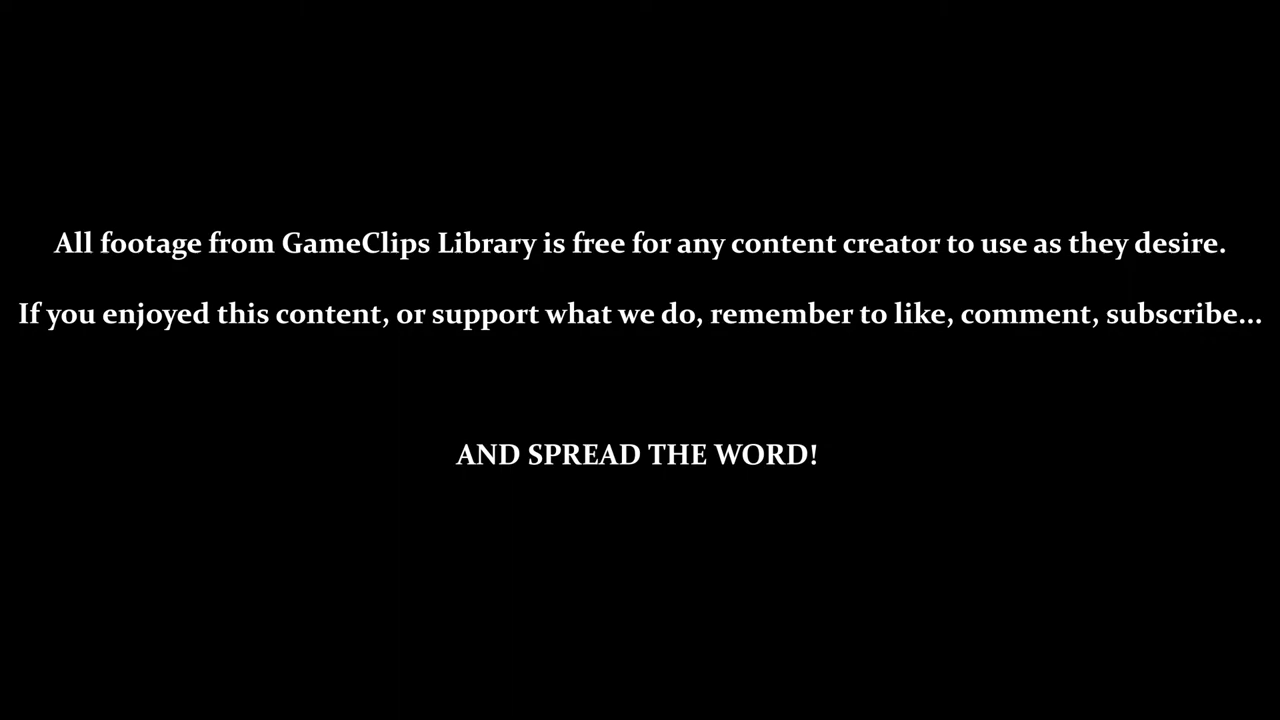 All footage from GameClips Library is free for any content creator to use as they desire.
If you enjoyed this content, or support what we do, remember to like, comment, subscribe...
AND SPREAD THE WORD!